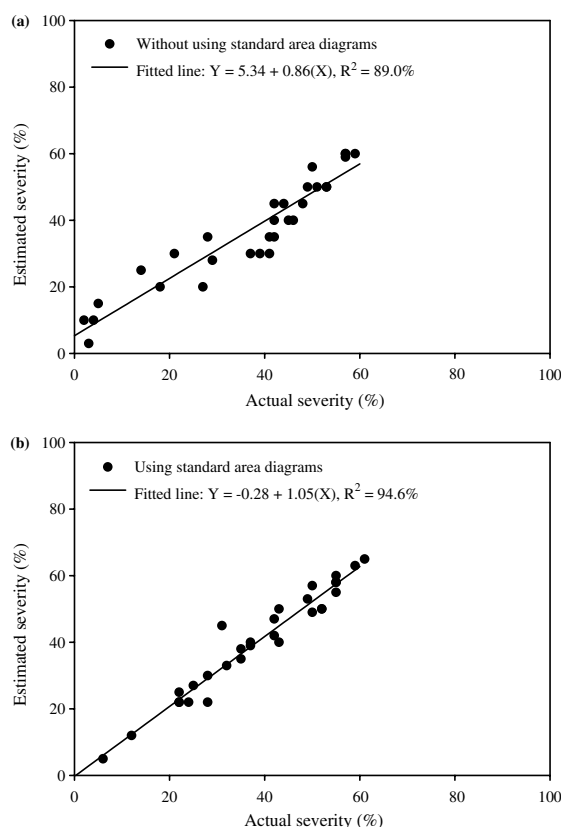 (a)
100
80
60
40
20
0
Estimated severity (%)
● Without using standard area diagrams
Fitted line: Y = 5.34 + 0.86(X), R² = 89.0%
0 20 40 60 80 100
Actual severity (%)
(b)
100
80
60
40
20
0
Estimated severity (%)
● Using standard area diagrams
Fitted line: Y = -0.28 + 1.05(X), R² = 94.6%
0 20 40 60 80 100
Actual severity (%)